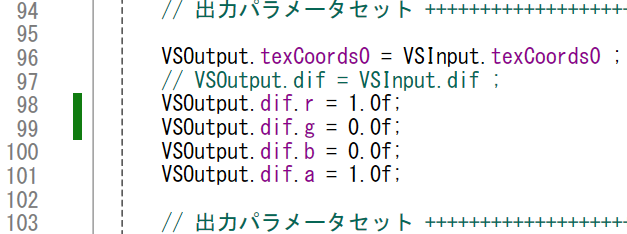 94 // 出力パラメータセット ++++++++++++++++++
95
96 VSOutput.texCoords0 = VSInput.texCoords0 ;
97 // VSOutput.dif = VSInput.dif ;
98 VSOutput.dif.r = 1.0f;
99 VSOutput.dif.g = 0.0f;
100 VSOutput.dif.b = 0.0f;
101 VSOutput.dif.a = 1.0f;
102
103 // 出力パラメータセット ++++++++++++++++++